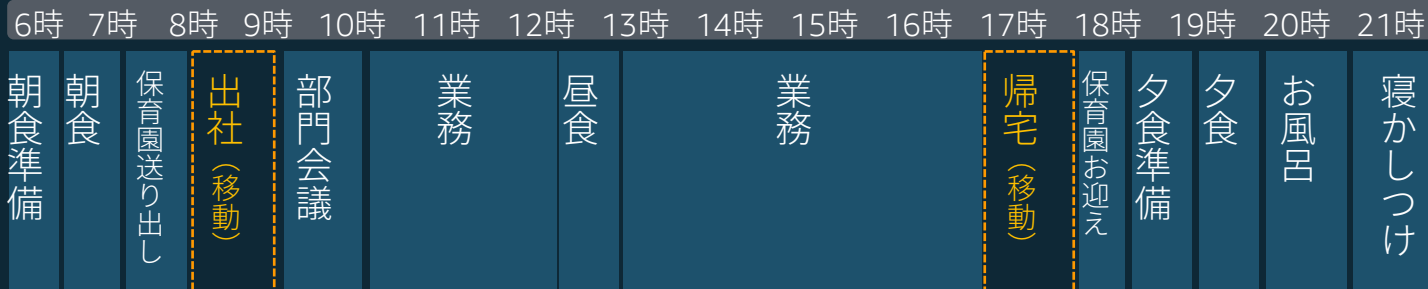 6時 7時 8時 9時 10時 11時 12時 13時 14時 15時 16時 17時 18時 19時 20時 21時
朝食準備
朝食
保育園送り出し
出社（移動）
部門会議
業務
昼食
業務
帰宅（移動）
保育園お迎え
夕食準備
夕食
お風呂
寝かしつけ